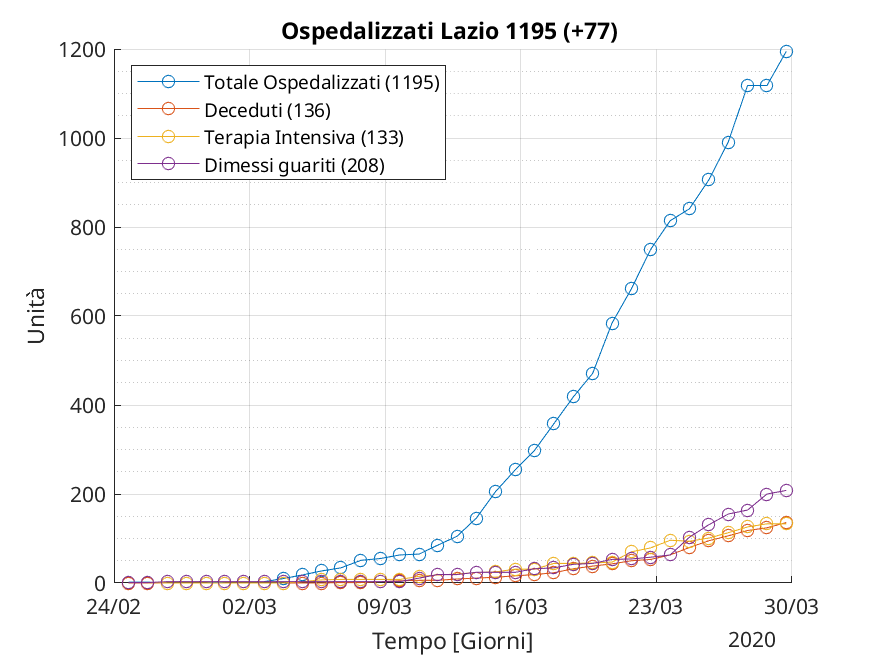 Ospedalizzati Lazio 1195 (+77)
Totale Ospedalizzati (1195)
Deceduti (136)
Terapia Intensiva (133)
Dimessi guariti (208)
1200
1000
800
600
400
200
0
Unità
24/02 02/03 09/03 16/03 23/03 30/03
Tempo [Giorni]
2020